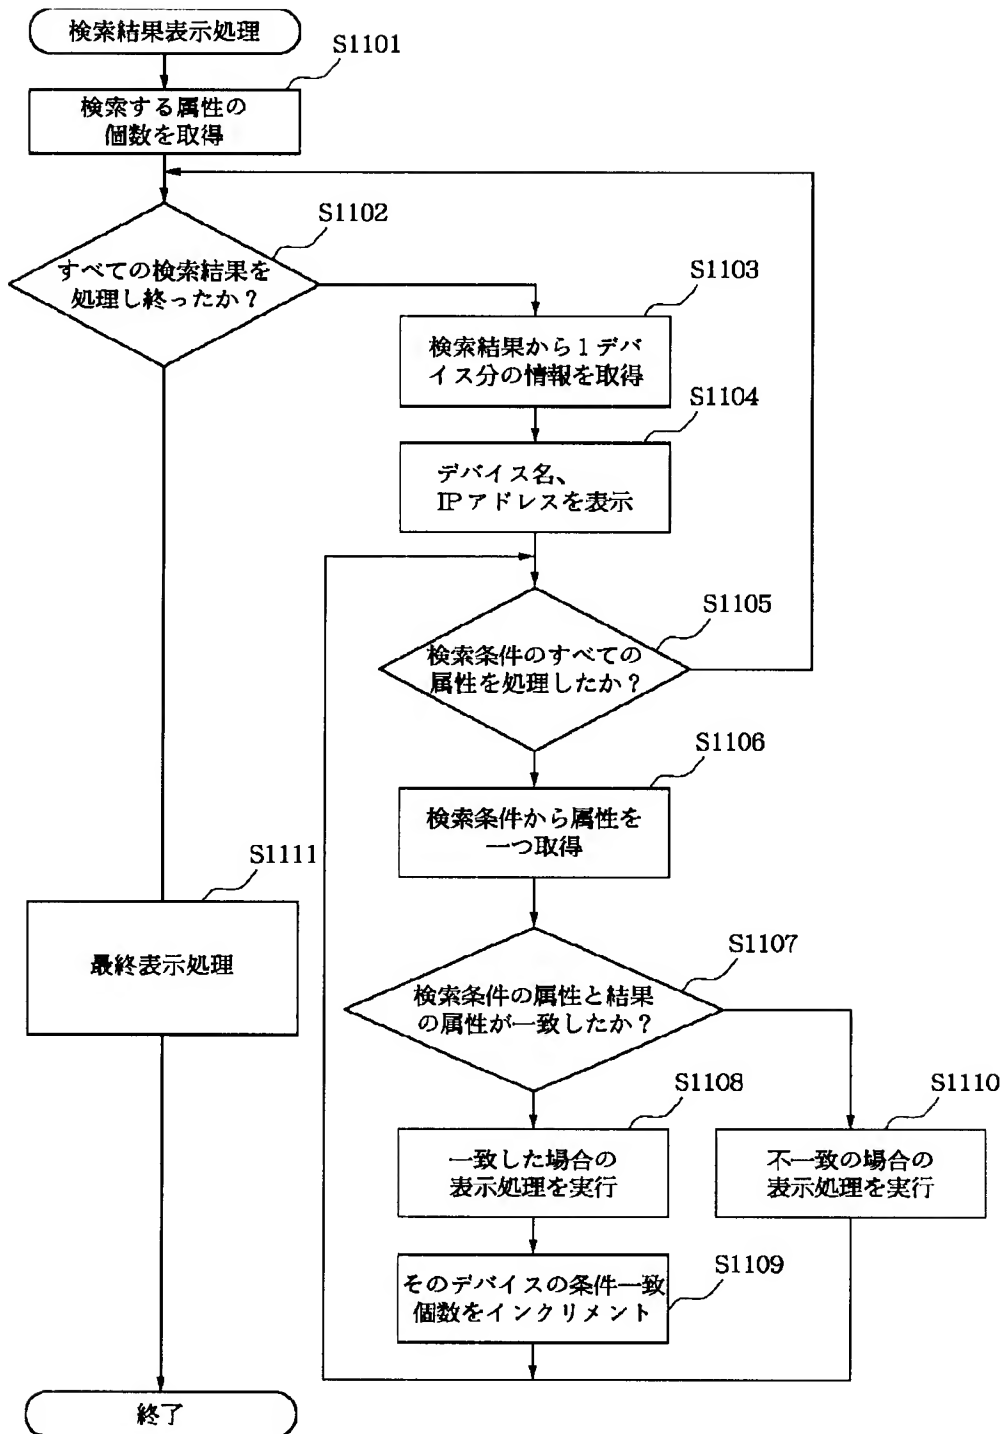 検索結果表示処理
S1101
検索する属性の
個数を取得
S1102
すべての検索結果を
処理し終ったか？
S1103
検索結果から1デバ
イス分の情報を取得
S1104
デバイス名、
IPアドレスを表示
S1105
検索条件のすべての
属性を処理したか？
S1106
検索条件から属性を
一つ取得
S1111
最終表示処理
S1107
検索条件の属性と結果
の属性が一致したか？
S1108
一致した場合の
表示処理を実行
S1110
不一致の場合の
表示処理を実行
S1109
そのデバイスの条件一致
個数をインクリメント
終了